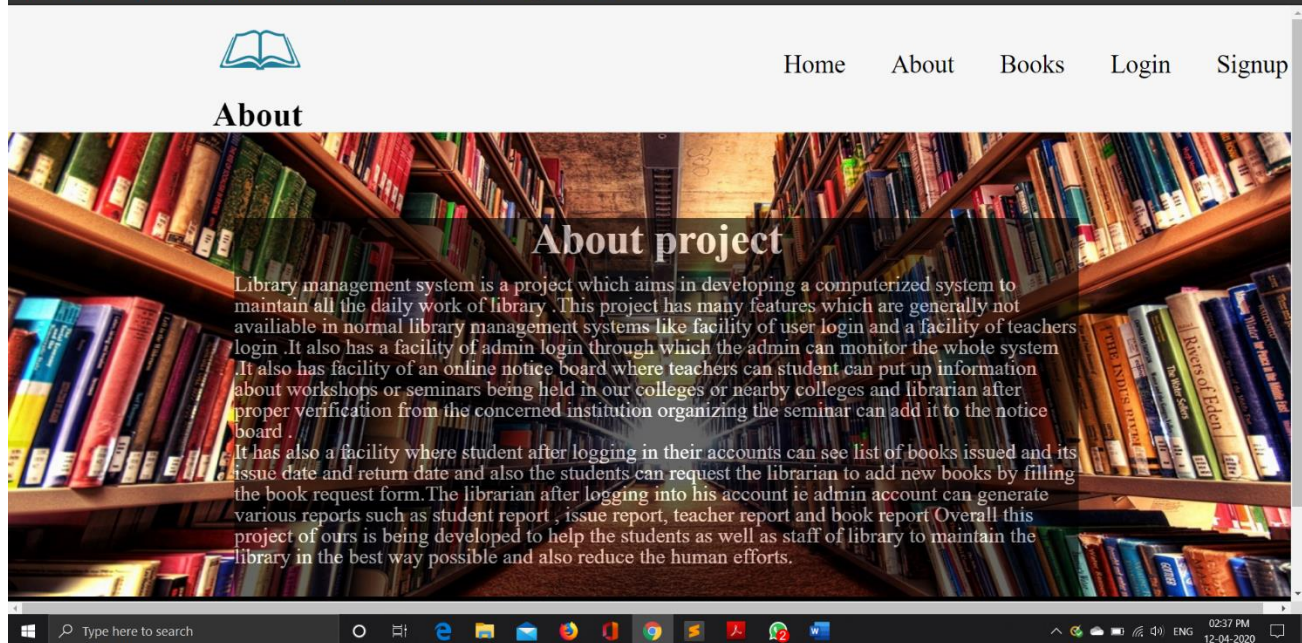 Home About Books Login Signup
About
About project
Library management system is a project which aims in developing a computerized system to
maintain all the daily work of library .This project has many features which are generally not
availiable in normal library management systems like facility of user login and a facility of teachers
login .It also has a facility of admin login through which the admin can monitor the whole system
.It also has facility of an online notice board where teachers can student can put up information
about workshops or seminars being held in our colleges or nearby colleges and librarian after
proper verification from the concerned institution organizing the seminar can add it to the notice
board .
It has also a facility where student after logging in their accounts can see list of books issued and its
issue date and return date and also the students can request the librarian to add new books by filling
the book request form.The librarian after logging into his account ie admin account can generate
various reports such as student report , issue report, teacher report and book report Overall this
project of ours is being developed to help the students as well as staff of library to maintain the
library in the best way possible and also reduce the human efforts.
THE INDUS RIVER
The Water Sellers
Rivers of Eden
Type here to search
2
ENG
02:37 PM
12-04-2020